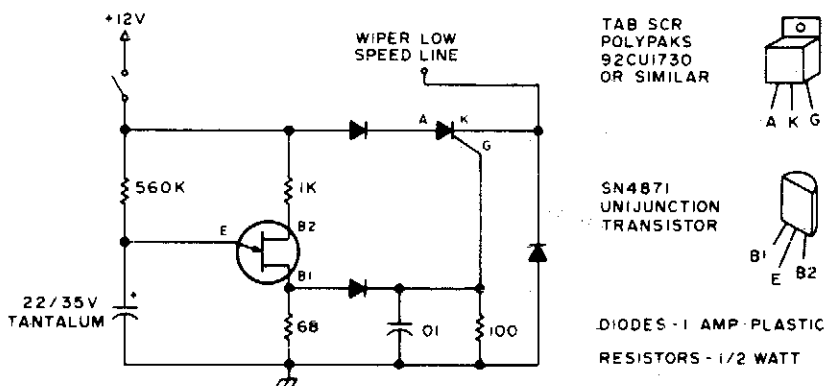 +12V
WIPER LOW
SPEED LINE
TAB SCR
POLYPAKS
92CU1730
OR SIMILAR
A K G
A
K
G
560K
1K
E
B2
B1
SN4871
UNIJUNCTION
TRANSISTOR
B1
E
B2
22/35V
TANTALUM
+
68
01
100
DIODES - 1 AMP PLASTIC
RESISTORS - 1/2 WATT